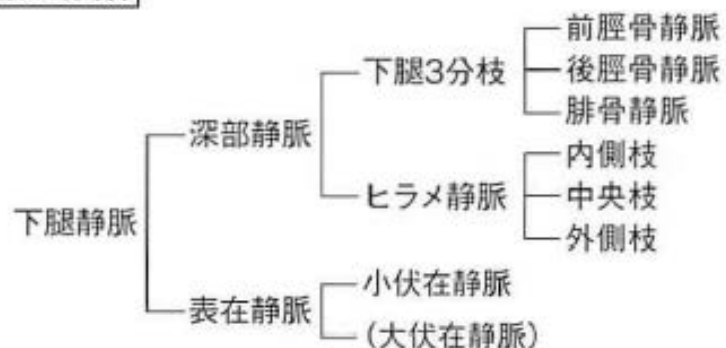 前脛骨静脈
下腿3分枝
後脛骨静脈
腓骨静脈
深部静脈
内側枝
ヒラメ静脈
中央枝
下腿静脈
外側枝
小伏在静脈
表在静脈
(大伏在静脈)